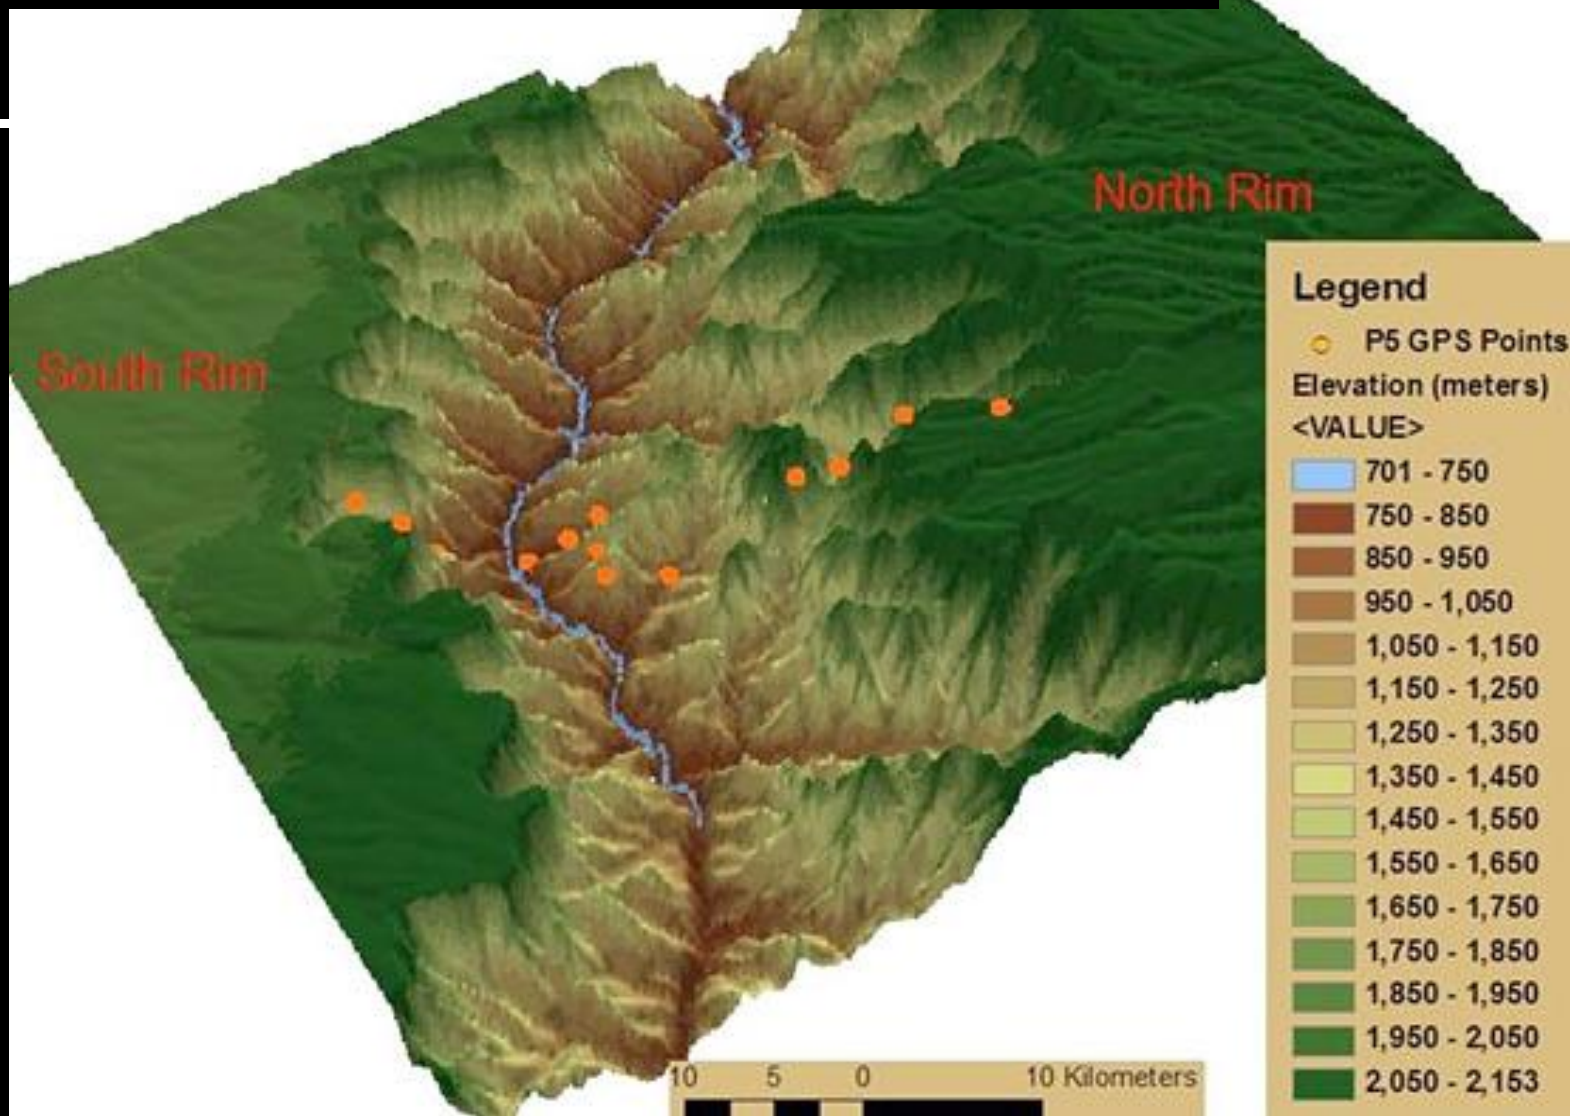 North Rim
South Rim
Legend
P5 GPS Points
Elevation (meters)
<VALUE>
701 - 750
750 - 850
850 - 950
950 - 1,050
1,050 - 1,150
1,150 - 1,250
1,250 - 1,350
1,350 - 1,450
1,450 - 1,550
1,550 - 1,650
1,650 - 1,750
1,750 - 1,850
1,850 - 1,950
1,950 - 2,050
2,050 - 2,153
10 5 0 10 Kilometers